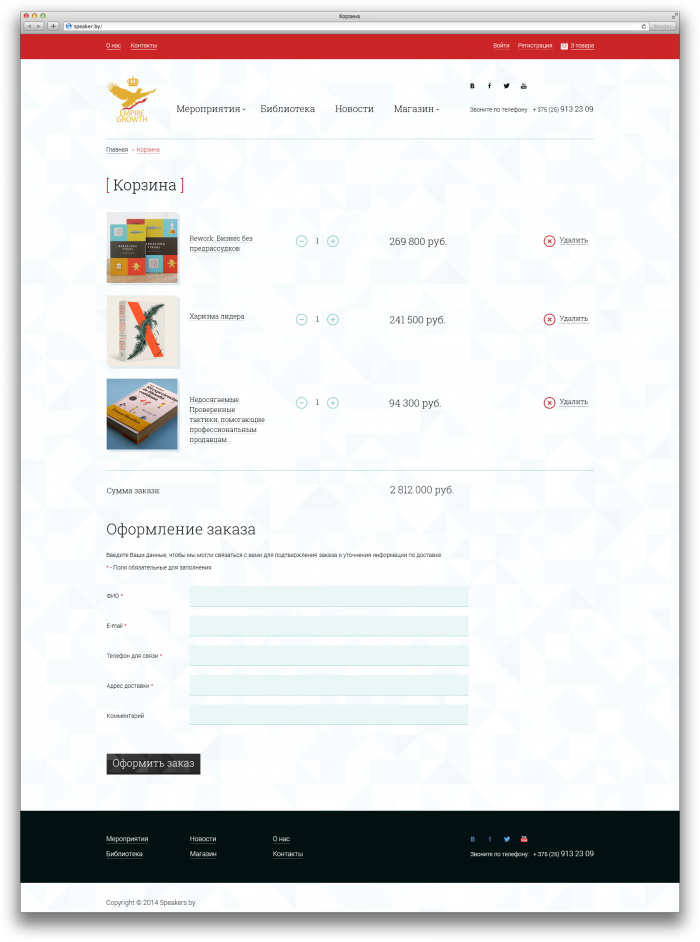 Корзина
speaker.by/
Reader
О нас Контакты Войти Регистрация 3 товара
EMPIRE
GROWTH
Мероприятия Библиотека Новости Магазин
Звоните по телефону: + 375 (25) 913 23 09
Главная › Корзина
[ Корзина ]
Rework. Бизнес без
предрассудков
1 269 800 руб. Удалить
Харизма лидера 1 241 500 руб. Удалить
Недосягаемые.
Проверенные
тактики, помогающие
профессиональным
продавцам...
1 94 300 руб. Удалить
Сумма заказа: 2 812 000 руб.
Оформление заказа
Введите Ваши данные, чтобы мы могли связаться с вами для подтверждения заказа и уточнения информации по доставке.
* - Поля обязательные для заполнения
ФИО *
E-mail *
Телефон для связи *
Адрес доставки *
Комментарий
Оформить заказ
Мероприятия Новости О нас
Библиотека Магазин Контакты
Звоните по телефону: + 375 (25) 913 23 09
Copyright © 2014 Speakers.by